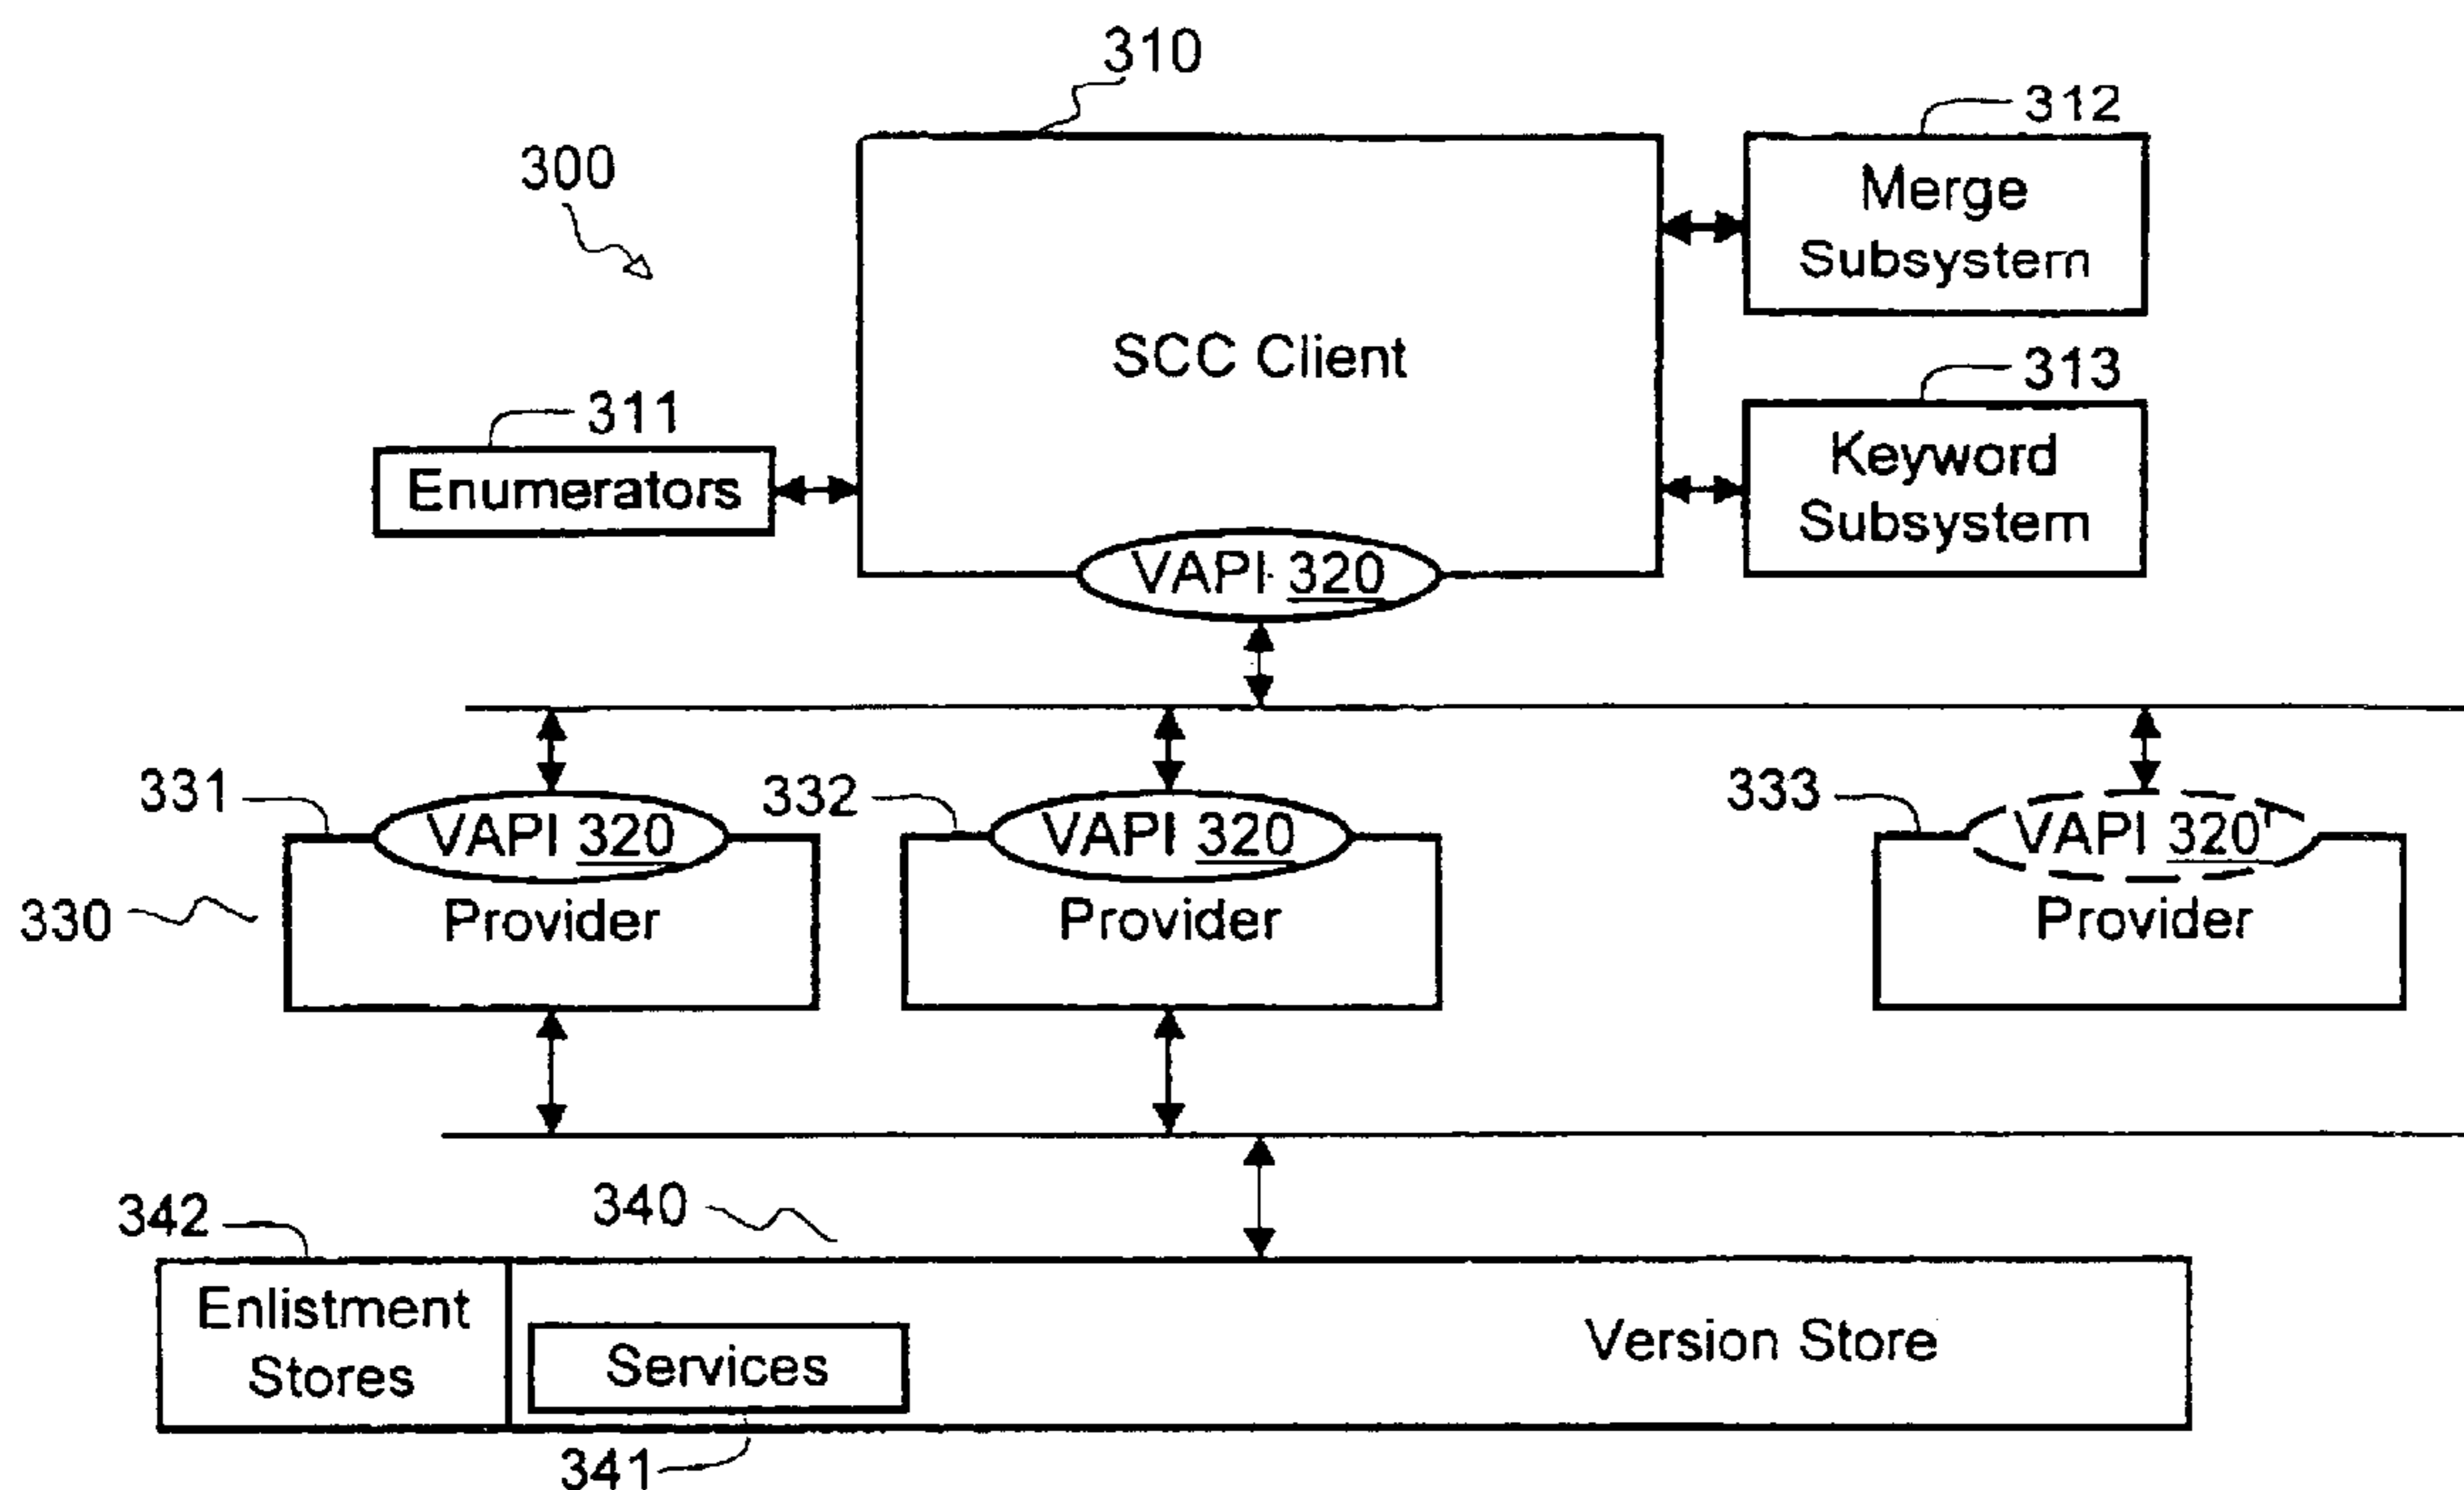 310
312
300
Merge
Subsystem
SCC Client
313
311
Keyword
Subsystem
Enumerators
VAPI 320
331
332
333
VAPI 320
VAPI 320
VAPI 320'
330
Provider
Provider
Provider
342
340
Enlistment
Stores
Services
Version Store
341